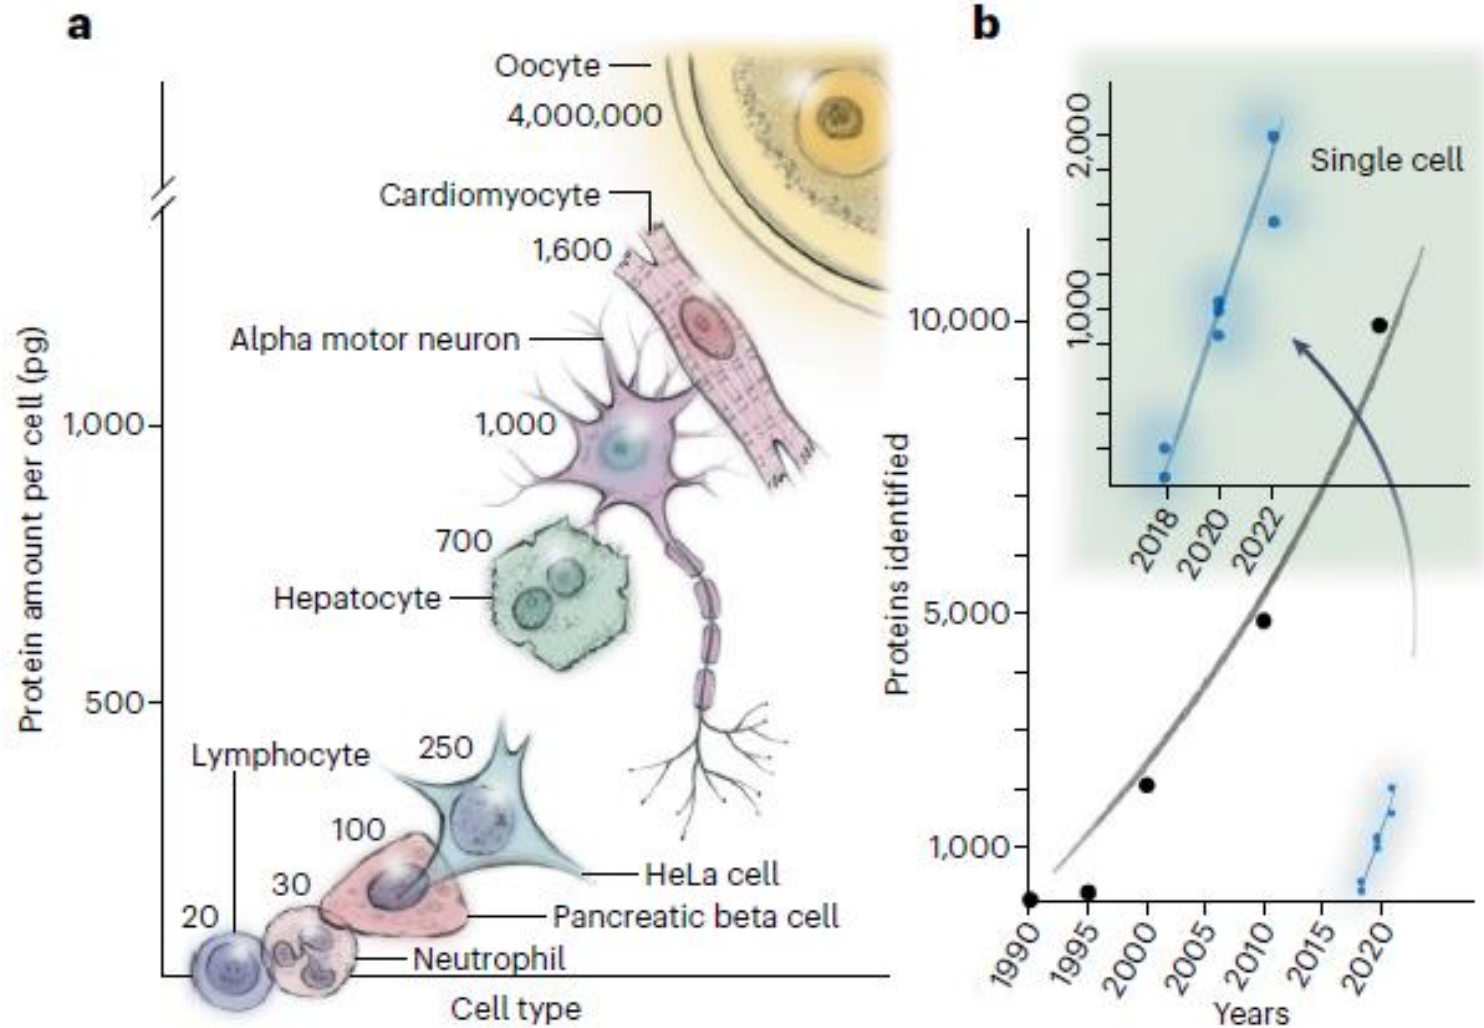 a
Oocyte
4,000,000
Cardiomyocyte
1,600
Alpha motor neuron
1,000
700
Hepatocyte
Lymphocyte
250
100
30
20
HeLa cell
Pancreatic beta cell
Neutrophil
Protein amount per cell (pg)
1,000
500
Cell type
b
Single cell
2,000
1,000
2018
2020
2022
Proteins identified
10,000
5,000
1,000
1990
1995
2000
2005
2010
2015
2020
Years